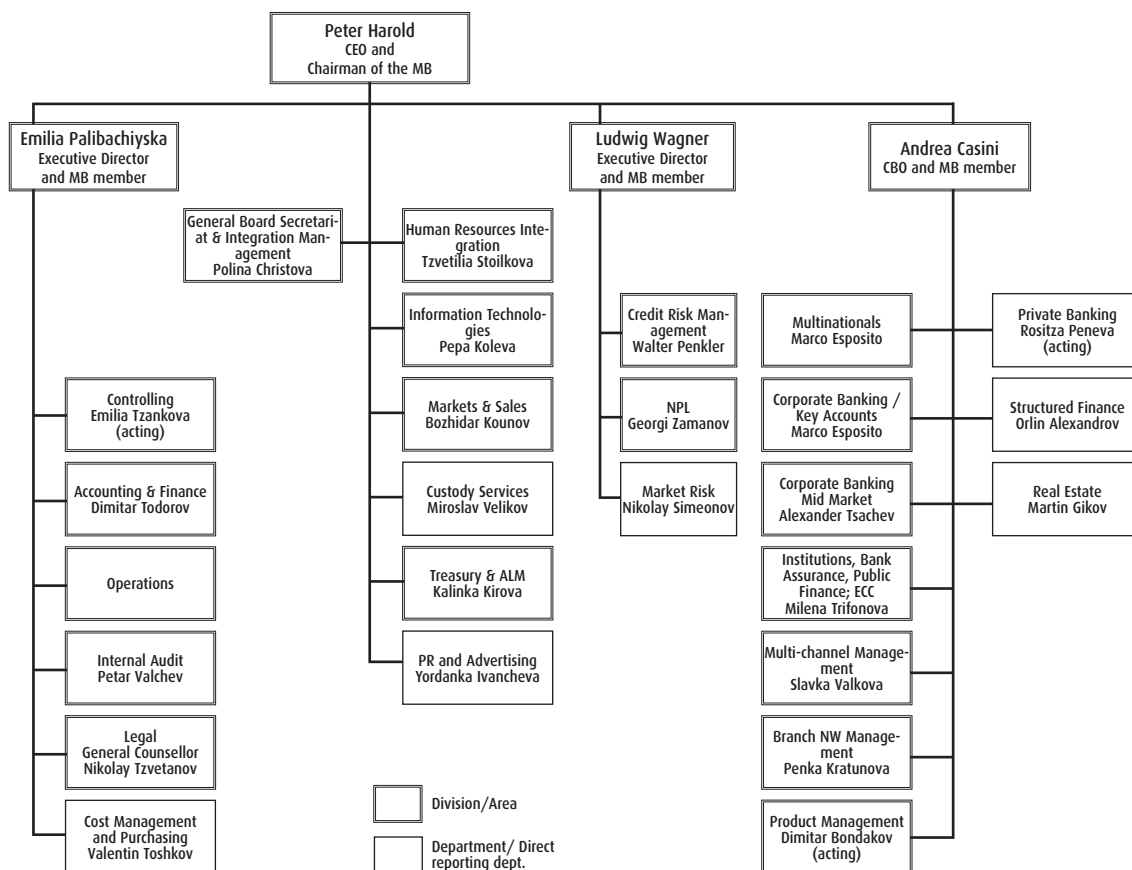 Peter Harold
CEO and
Chairman of the MB
Emilia Palibachiyska
Executive Director
and MB member
Ludwig Wagner
Executive Director
and MB member
Andrea Casini
CBO and MB member
General Board Secretari-
at & Integration Man-
agement
Polina Christova
Human Resources Inte-
gration
Tzvetilia Stoilkova
Information Technolo-
gies
Pepa Koleva
Markets & Sales
Bozhidar Kounov
Custody Services
Miroslav Velikov
Treasury & ALM
Kalinka Kirova
PR and Advertising
Yordanka Ivancheva
Controlling
Emilia Tzankova
(acting)
Accounting & Finance
Dimitar Todorov
Operations
Internal Audit
Petar Valchev
Legal
General Counsellor
Nikolay Tzvetanov
Cost Management
and Purchasing
Valentin Toshkov
Credit Risk Man-
agement
Walter Penkler
NPL
Georgi Zamanov
Market Risk
Nikolay Simeonov
Multinationals
Marco Esposito
Corporate Banking /
Key Accounts
Marco Esposito
Corporate Banking
Mid Market
Alexander Tsachev
Institutions, Bank
Assurance, Public
Finance; ECC
Milena Trifonova
Multi-channel Manage-
ment
Slavka Valkova
Branch NW Manage-
ment
Penka Kratunova
Product Management
Dimitar Bondakov
(acting)
Private Banking
Rositza Peneva
(acting)
Structured Finance
Orlin Alexandrov
Real Estate
Martin Gikov
Division/Area
Department/ Direct
reporting dept.